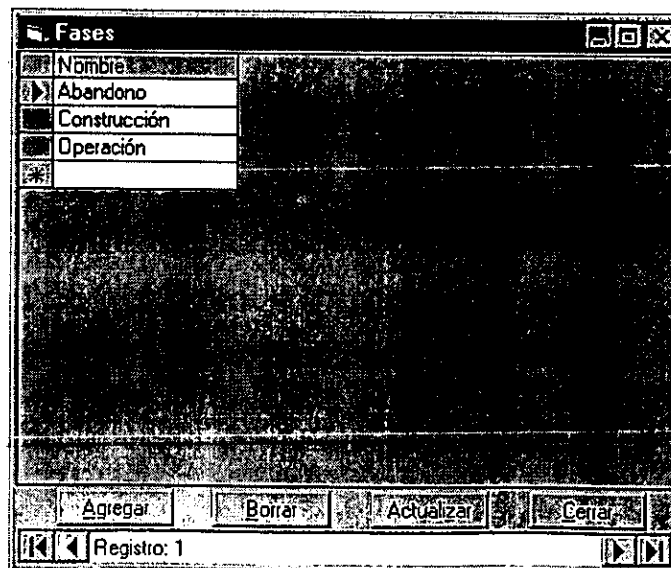 Fases
Nombre
Abandono
Construcción
Operación
*
Agregar Borrar Actualizar Cerrar
Registro: 1